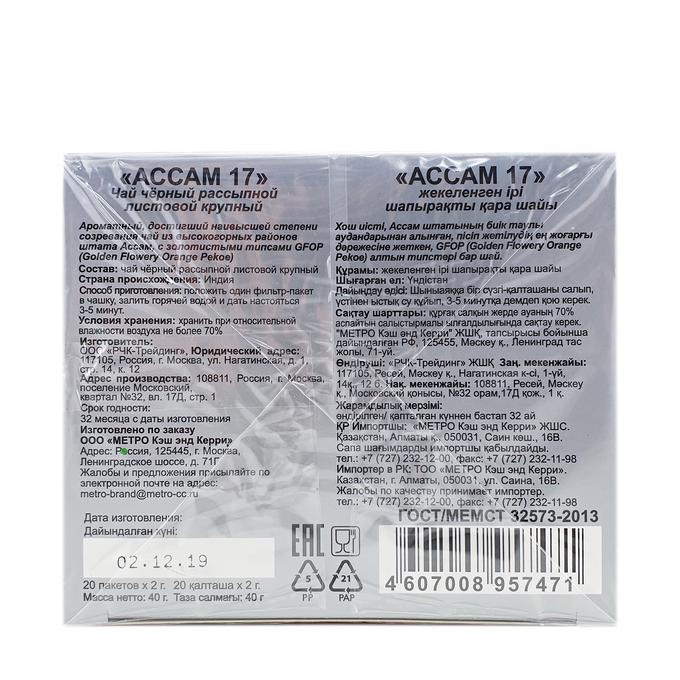 «АССАМ 17»
Чай чёрный рассыпной
листовой крупный
Ароматный, достигший наивысшей степени
созревания чай из высокогорных районов
штата Ассам, с золотистыми типсами GFOP
(Golden Flowery Orange Pekoe)
Состав: чай чёрный рассыпной листовой крупный
Страна происхождения: Индия
Способ приготовления: положить один фильтр-пакет
в чашку, залить горячей водой и дать настояться
3-5 минут.
Условия хранения: хранить при относительной
влажности воздуха не более 70%
Изготовитель:
ООО «РЧК-Трейдинг», Юридический адрес:
117105, Россия, г. Москва, ул. Нагатинская, д. 1,
стр. 14, к. 12
Адрес производства: 108811, Россия, г. Москва,
поселение Московский,
квартал №32, вл. 17Д, стр. 1
Срок годности:
32 месяца с даты изготовления
Изготовлено по заказу
ООО «МЕТРО Кэш энд Керри»
Адрес: Россия, 125445, г. Москва,
Ленинградское шоссе, д. 71Г
Жалобы и предложения присылайте по
электронной почте на адрес:
metro-brand@metro-cc.ru
Дата изготовления:
Дайындалған күні:
02.12.19
20 пакетов х 2 г. 20 қалташа х 2 г.
Масса нетто: 40 г. Таза салмағы: 40 г
«АССАМ 17»
жекеленген ірі
шапырақты қара шайы
Хош иісті, Ассам штатының биік таулы
аудандарынан алынған, пісіп жетілудің ең жоғарғы
дәрежесіне жеткен, GFOP (Golden Flowery Orange
Pekoe) алтын типстері бар шай.
Құрамы: жекеленген ірі шапырақты қара шайы
Шығарған ел: Үндістан
Дайындау әдісі: Шыныаяққа бір сүзгі-қалташаны салып,
үстінен ыстық су құйып, 3-5 минутқа демдеп қою керек.
Сақтау шарттары: құрғақ салқын жерде ауаның 70%
аспайтын салыстырмалы ылғалдылығында сақтау керек.
"МЕТРО Кэш энд Керри" ЖШҚ, тапсырысы бойынша
дайындалған РФ, 125455, Мәскеу қ., Ленинград тас
жолы, 71-үй.
Өндіруші: «РЧК-Трейдинг» ЖШҚ Заң. мекенжайы:
117105, Ресей, Мәскеу қ., Нагатинская к-сі, 1-үй,
14қ., 12 б. Нақ. мекенжайы: 108811, Ресей, Мәскеу
қ., Московский қонысы, №32 орам,17Д қож., 1 қ.
Жарамдылық мерзімі:
өндірілген/ қапталған күннен бастап 32 ай
ҚР Импортшы: «МЕТРО Кэш энд Керри» ЖШС.
Казақстан, Алматы қ., 050031, Саин көш., 16В.
Сапа шағымдарды импортшы қабылдайды.
тел.: +7 (727) 232-12-00, факс: +7 (727) 232-11-98
Импортер в РК: ТОО «МЕТРО Кэш энд Керри».
Казахстан, г. Алматы, 050031. ул. Саина, 16В.
Жалобы по качеству принимает импортер.
тел.: +7 (727) 232-12-00, факс: +7 (727) 232-11-98
ГОСТ/МЕМСТ 32573-2013
EAC
5 21
PP PAP
4 607008 957471